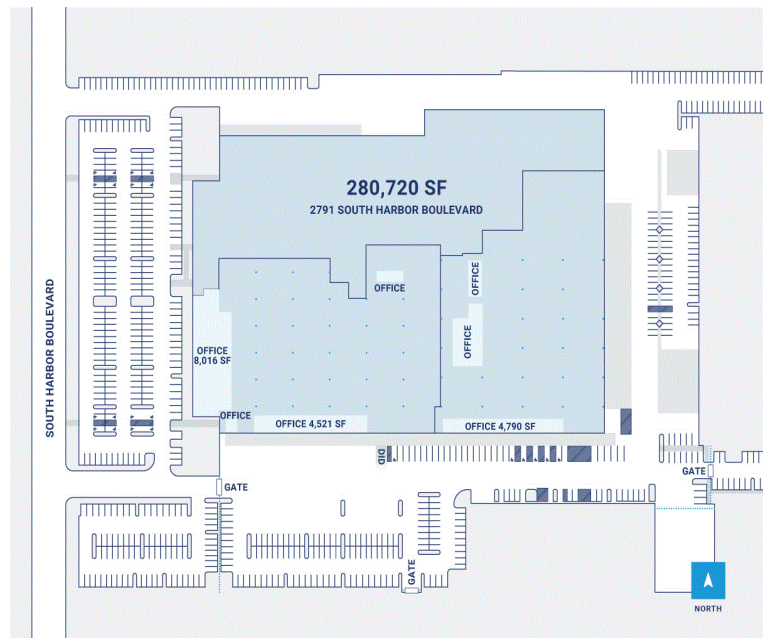 280,720 SF
2791 SOUTH HARBOR BOULEVARD
OFFICE
OFFICE
OFFICE
OFFICE
8,016 SF
OFFICE
OFFICE 4,521 SF
OFFICE 4,790 SF
SOUTH HARBOR BOULEVARD
DID
GATE
GATE
GATE
NORTH